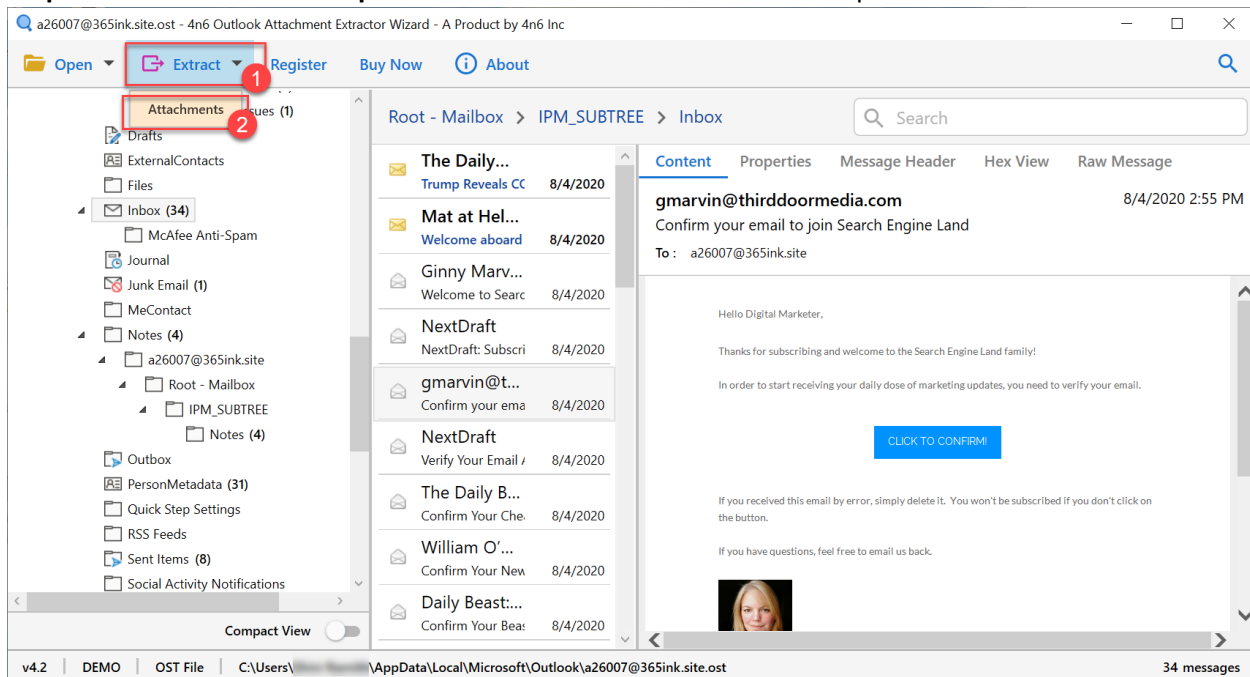 a26007@365ink.site.ost - 4n6 Outlook Attachment Extractor Wizard - A Product by 4n6 Inc
Open Extract 1 Register Buy Now About
Attachments 2 sues (1)
Drafts
ExternalContacts
Files
Inbox (34)
McAfee Anti-Spam
Journal
Junk Email (1)
MeContact
Notes (4)
a26007@365ink.site
Root - Mailbox
IPM_SUBTREE
Notes (4)
Outbox
PersonMetadata (31)
Quick Step Settings
RSS Feeds
Sent Items (8)
Social Activity Notifications
Compact View
Root - Mailbox > IPM_SUBTREE > Inbox
Search
The Daily...
Trump Reveals CC 8/4/2020
Mat at Hel...
Welcome aboard 8/4/2020
Ginny Marv...
Welcome to Searc 8/4/2020
NextDraft
NextDraft: Subscri 8/4/2020
gmarvin@t...
Confirm your ema 8/4/2020
NextDraft
Verify Your Email 8/4/2020
The Daily B...
Confirm Your Che 8/4/2020
William O'...
Confirm Your New 8/4/2020
Daily Beast:...
Confirm Your Beas 8/4/2020
Content Properties Message Header Hex View Raw Message
gmarvin@thirddoormedia.com 8/4/2020 2:55 PM
Confirm your email to join Search Engine Land
To : a26007@365ink.site
Hello Digital Marketer,
Thanks for subscribing and welcome to the Search Engine Land family!
In order to start receiving your daily dose of marketing updates, you need to verify your email.
CLICK TO CONFIRM!
If you received this email by error, simply delete it. You won't be subscribed if you don't click on
the button.
If you have questions, feel free to email us back.
v4.2 DEMO OST File C:\Users\ \AppData\Local\Microsoft\Outlook\a26007@365ink.site.ost 34 messages